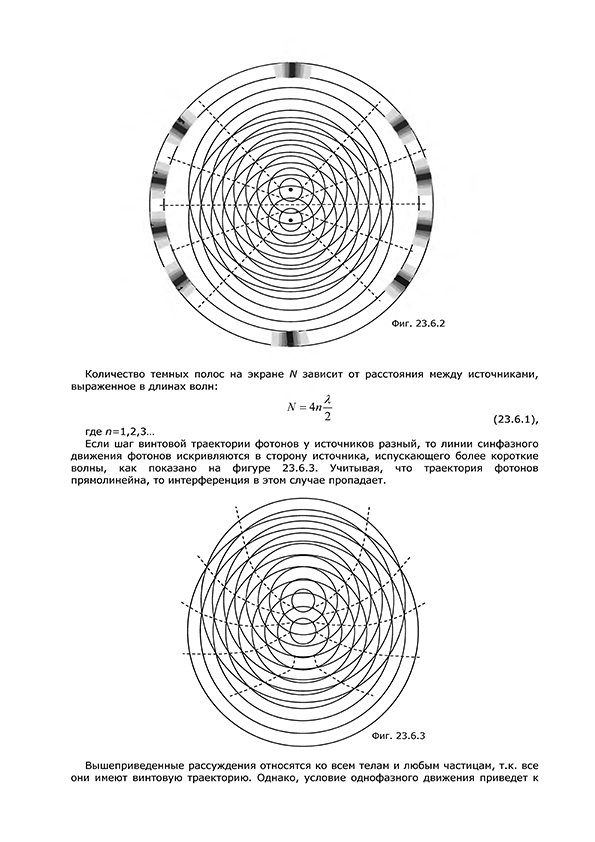 Фиг. 23.6.2
Количество темных полос на экране N зависит от расстояния между источниками,
выраженное в длинах волн:
N = 4n λ/2
(23.6.1),
где n=1,2,3…
Если шаг винтовой траектории фотонов у источников разный, то линии синфазного
движения фотонов искривляются в сторону источника, испускающего более короткие
волны, как показано на фигуре 23.6.3. Учитывая, что траектория фотонов
прямолинейна, то интерференция в этом случае пропадает.
Фиг. 23.6.3
Вышеприведенные рассуждения относятся ко всем телам и любым частицам, т.к. все
они имеют винтовую траекторию. Однако, условие однофазного движения приведет к